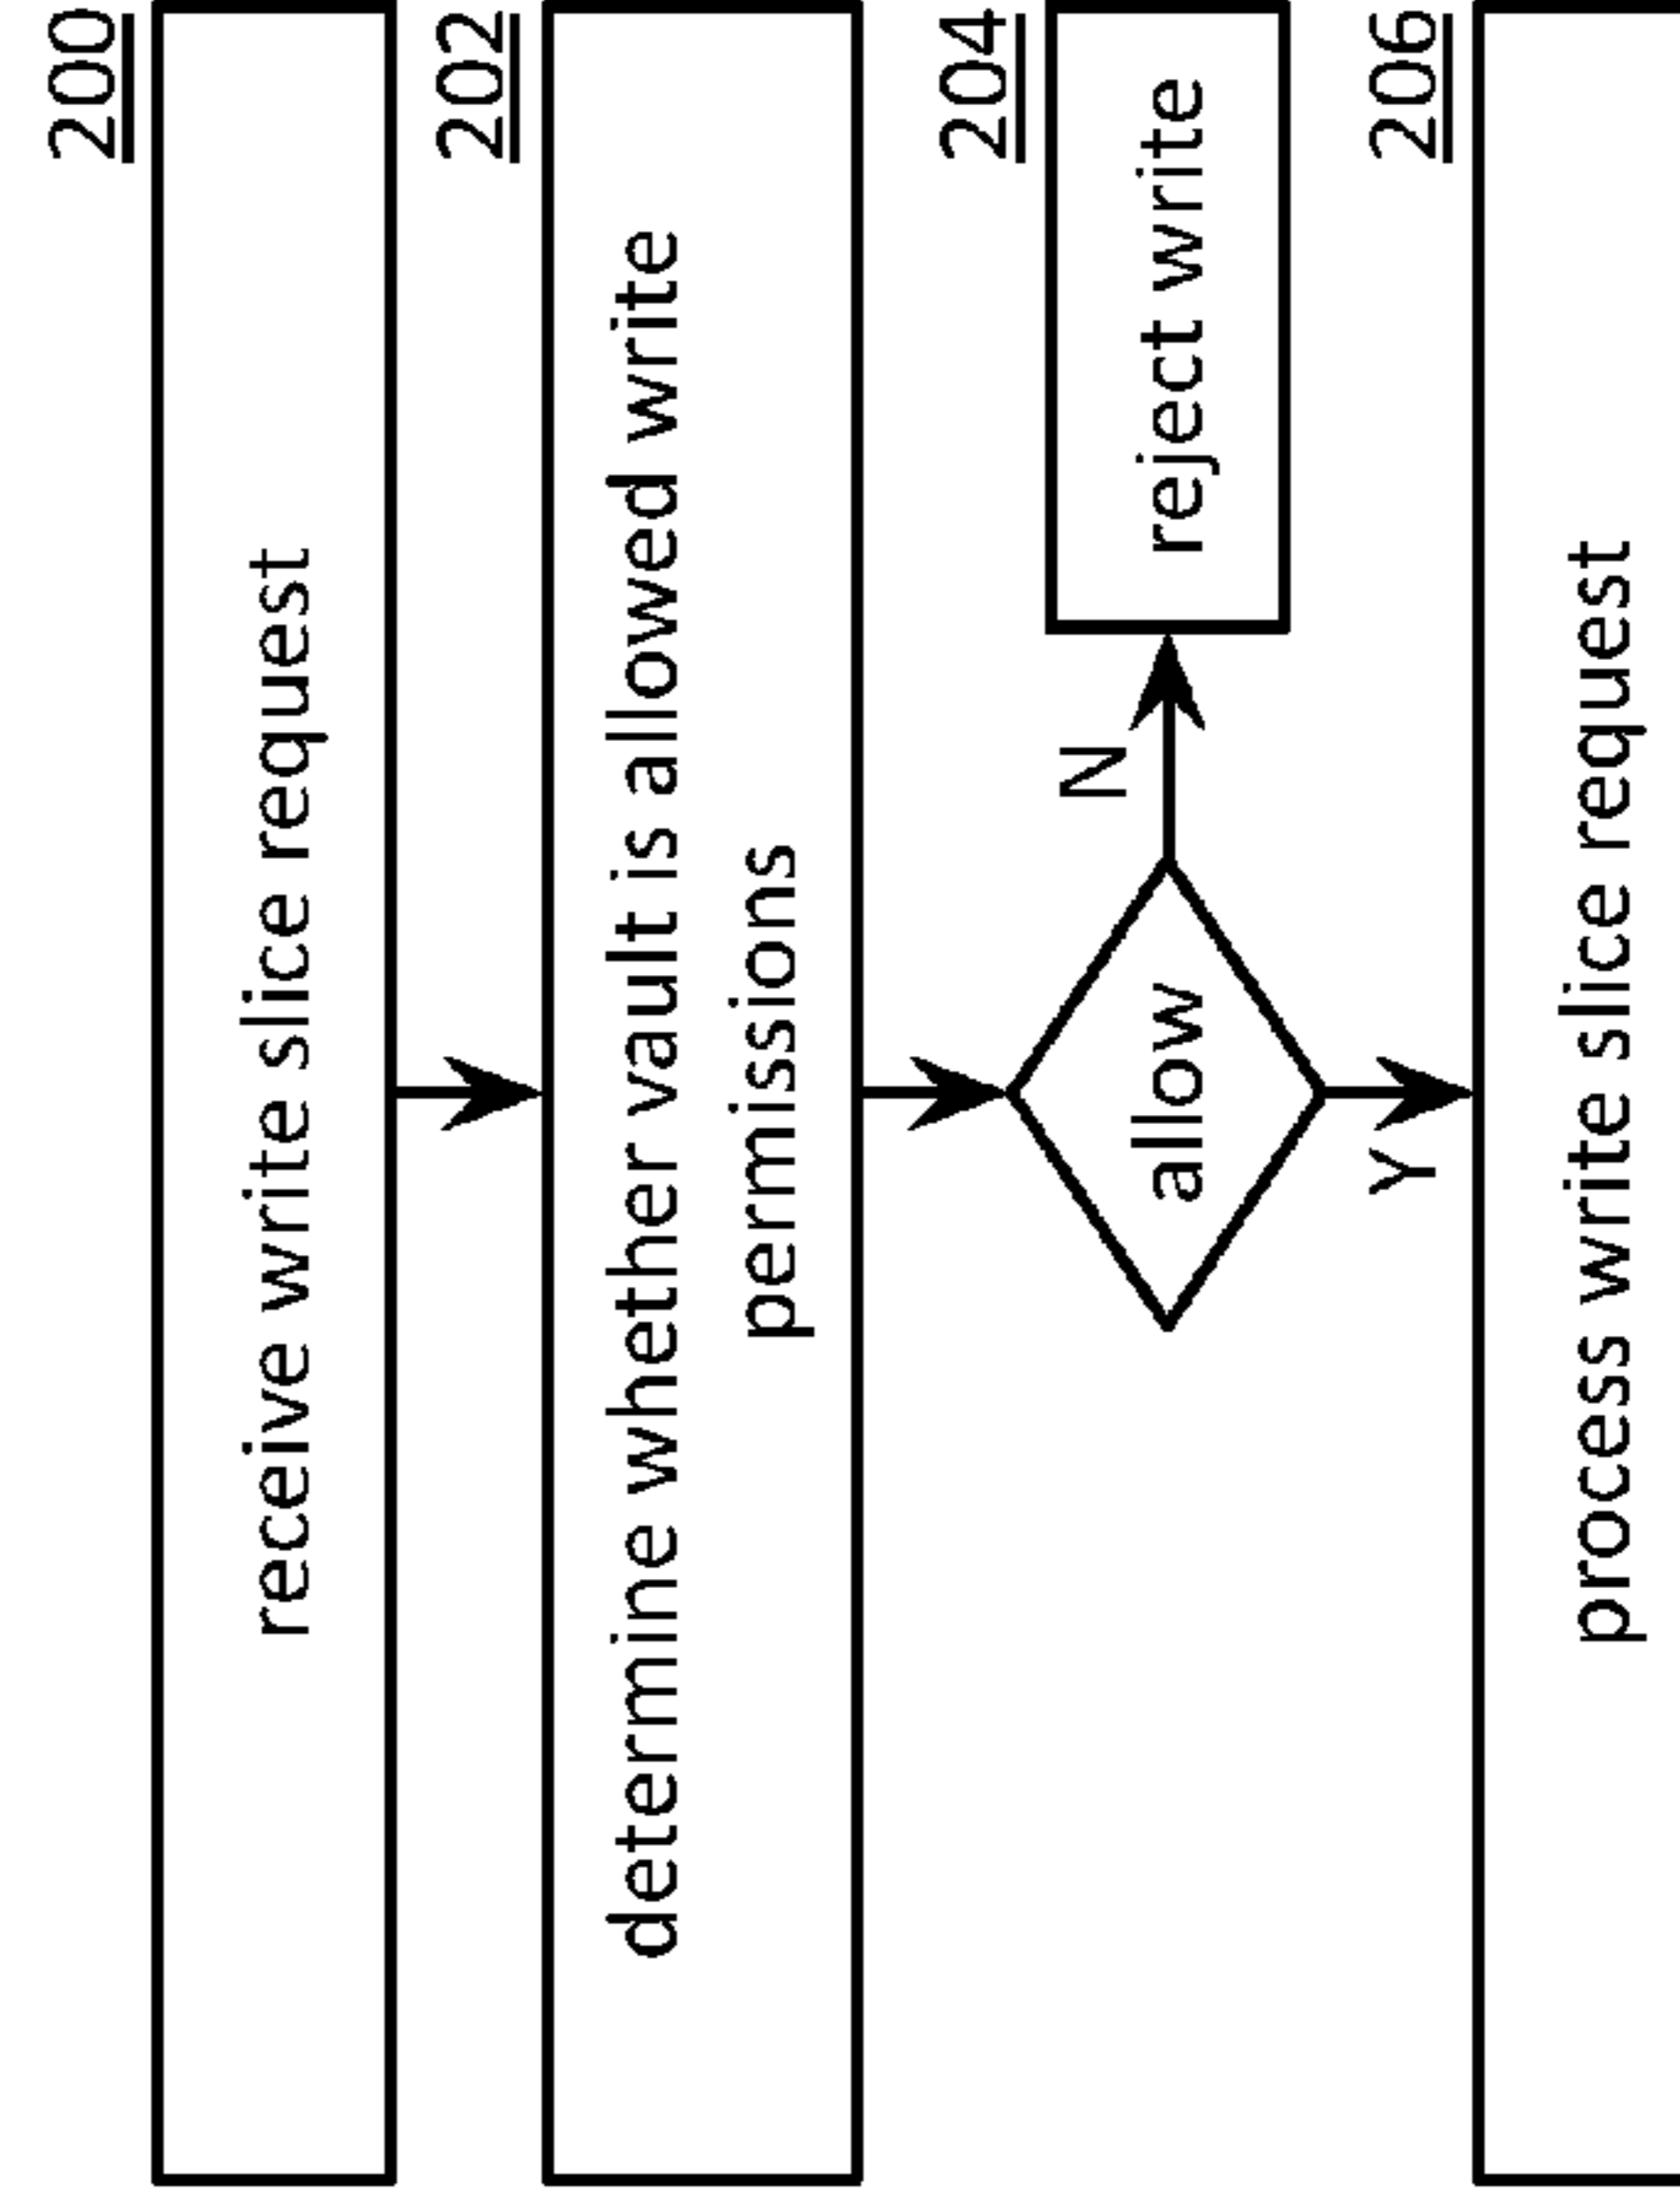 200
receive write slice request
202
determine whether vault is allowed write
permissions
204
allow
N
reject write
Y
206
process write slice request